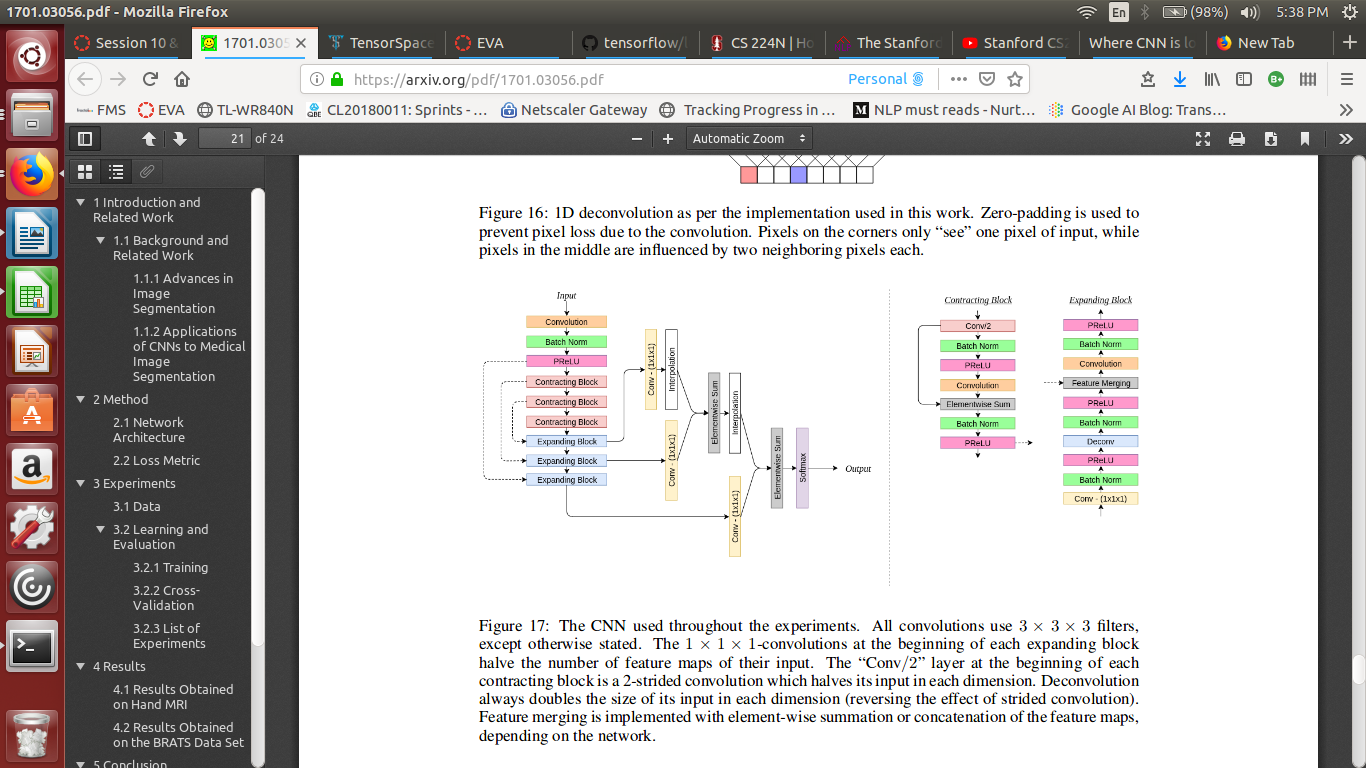 1701.03056.pdf - Mozilla Firefox
En
(98%)
5:38 PM
Session 10 &
1701.0305
TensorSpace
EVA
tensorflow/
CS 224N | Ho
The Stanford
Stanford CS2
Where CNN is lo
New Tab
https://arxiv.org/pdf/1701.03056.pdf
Personal
FMS
EVA
TL-WR840N
CL20180011: Sprints - ...
Netscaler Gateway
Tracking Progress in ...
NLP must reads - Nurt...
Google AI Blog: Trans...
21 of 24
Automatic Zoom
1 Introduction and
Related Work
1.1 Background and
Related Work
1.1.1 Advances in
Image
Segmentation
1.1.2 Applications
of CNNs to Medical
Image
Segmentation
2 Method
2.1 Network
Architecture
2.2 Loss Metric
3 Experiments
3.1 Data
3.2 Learning and
Evaluation
3.2.1 Training
3.2.2 Cross-
Validation
3.2.3 List of
Experiments
4 Results
4.1 Results Obtained
on Hand MRI
4.2 Results Obtained
on the BRATS Data Set
5 Conclusion
Figure 16: 1D deconvolution as per the implementation used in this work. Zero-padding is used to
prevent pixel loss due to the convolution. Pixels on the corners only “see” one pixel of input, while
pixels in the middle are influenced by two neighboring pixels each.
Input
Convolution
Batch Norm
PReLU
Contracting Block
Contracting Block
Contracting Block
Expanding Block
Expanding Block
Expanding Block
Conv - (1x1x1)
Interpolation
Conv - (1x1x1)
Elementwise Sum
Interpolation
Conv - (1x1x1)
Elementwise Sum
Softmax
Output
Contracting Block
Conv/2
Batch Norm
PReLU
Convolution
Elementwise Sum
Batch Norm
PReLU
Expanding Block
PReLU
Batch Norm
Convolution
Feature Merging
PReLU
Batch Norm
Deconv
PReLU
Batch Norm
Conv - (1x1x1)
Figure 17: The CNN used throughout the experiments. All convolutions use 3 × 3 × 3 filters,
except otherwise stated. The 1 × 1 × 1-convolutions at the beginning of each expanding block
halve the number of feature maps of their input. The “Conv/2” layer at the beginning of each
contracting block is a 2-strided convolution which halves its input in each dimension. Deconvolution
always doubles the size of its input in each dimension (reversing the effect of strided convolution).
Feature merging is implemented with element-wise summation or concatenation of the feature maps,
depending on the network.